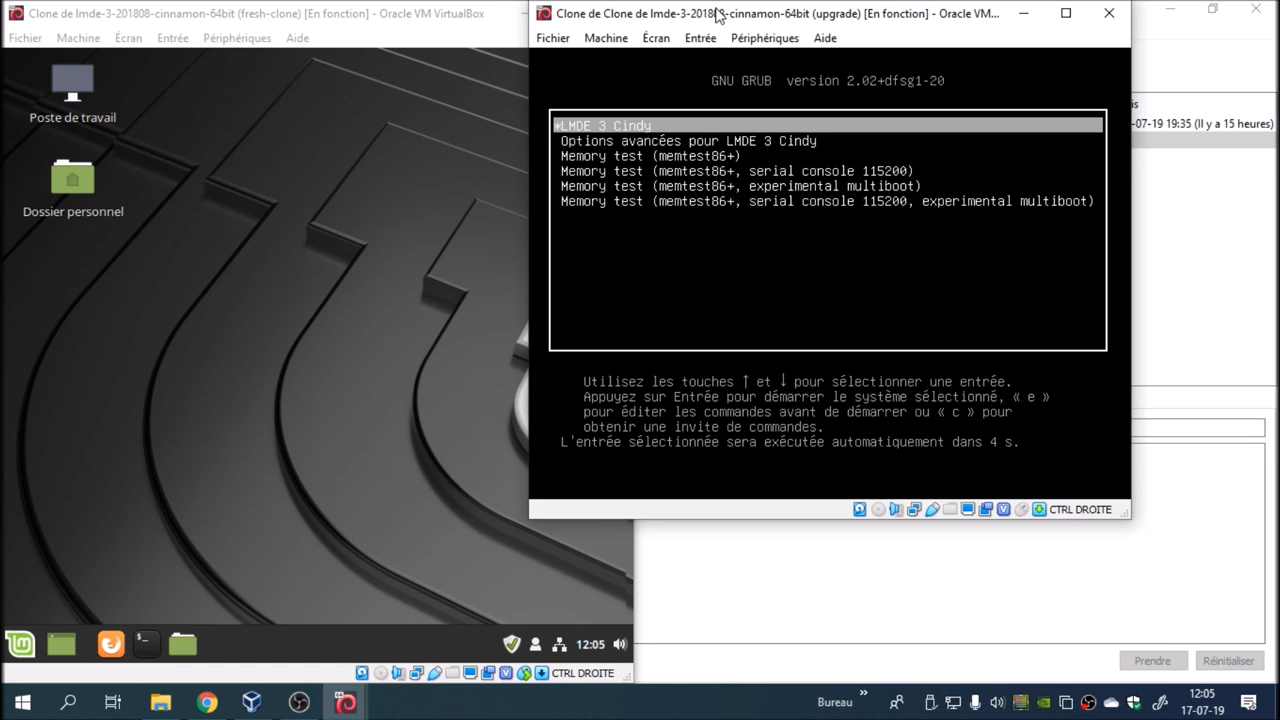 Clone de lmde-3-201808-cinnamon-64bit (fresh-clone) [En fonction] - Oracle VM VirtualBox
Fichier Machine Écran Entrée Périphériques Aide
Poste de travail
Dossier personnel
12:05
CTRL DROITE
Clone de Clone de lmde-3-201808-cinnamon-64bit (upgrade) [En fonction] - Oracle VM...
Fichier Machine Écran Entrée Périphériques Aide
GNU GRUB version 2.02+dfsg1-20
*LMDE 3 Cindy
Options avancées pour LMDE 3 Cindy
Memory test (memtest86+)
Memory test (memtest86+, serial console 115200)
Memory test (memtest86+, experimental multiboot)
Memory test (memtest86+, serial console 115200, experimental multiboot)
Utilisez les touches ↑ et ↓ pour sélectionner une entrée.
Appuyez sur Entrée pour démarrer le système sélectionné, « e »
pour éditer les commandes avant de démarrer ou « c » pour
obtenir une invite de commandes.
L'entrée sélectionnée sera exécutée automatiquement dans 4 s.
CTRL DROITE
is
-07-19 19:35 (Il y a 15 heures)
Prendre Réinitialiser
Bureau »
12:05
17-07-19